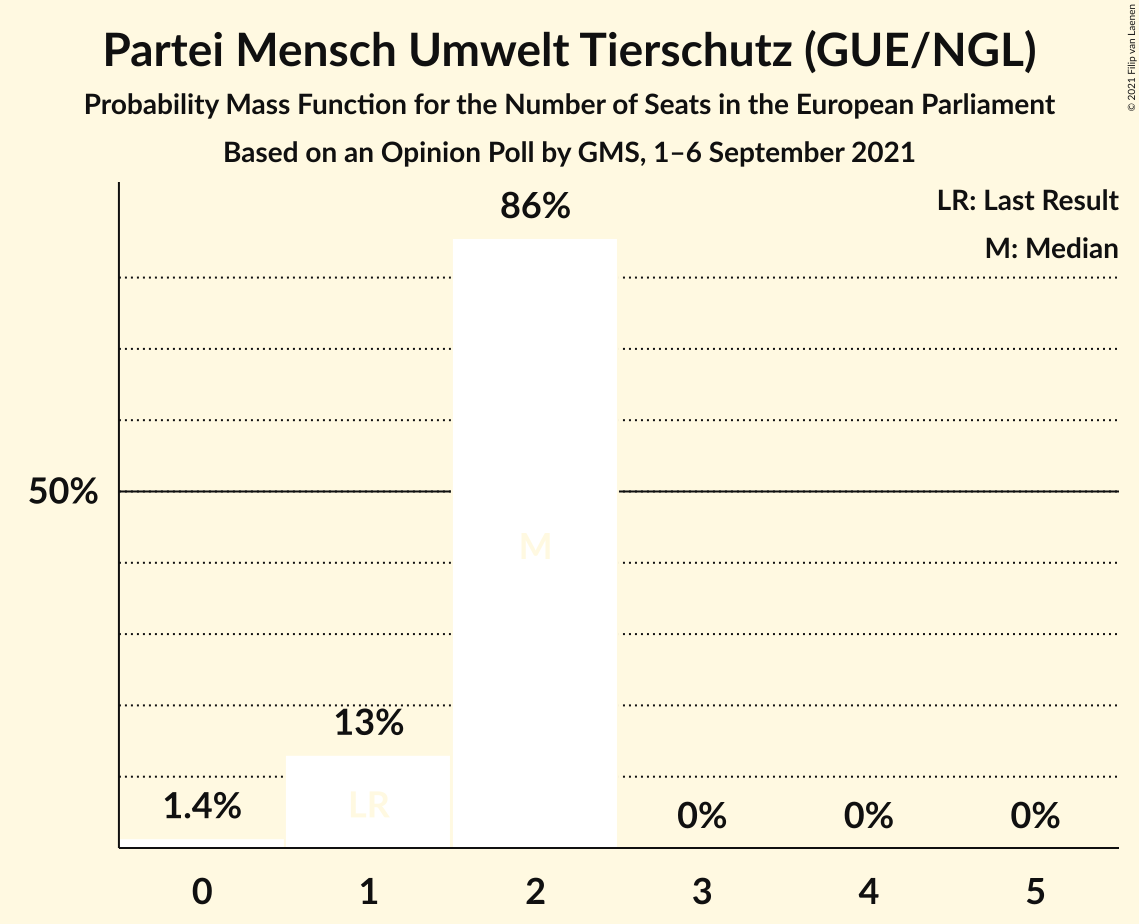 Partei Mensch Umwelt Tierschutz (GUE/NGL)
Probability Mass Function for the Number of Seats in the European Parliament
Based on an Opinion Poll by GMS, 1–6 September 2021
© 2021 Filip van Laenen
LR: Last Result
M: Median
86%
50%
M
13%
1.4%
LR
0%
0%
0%
0
1
2
3
4
5